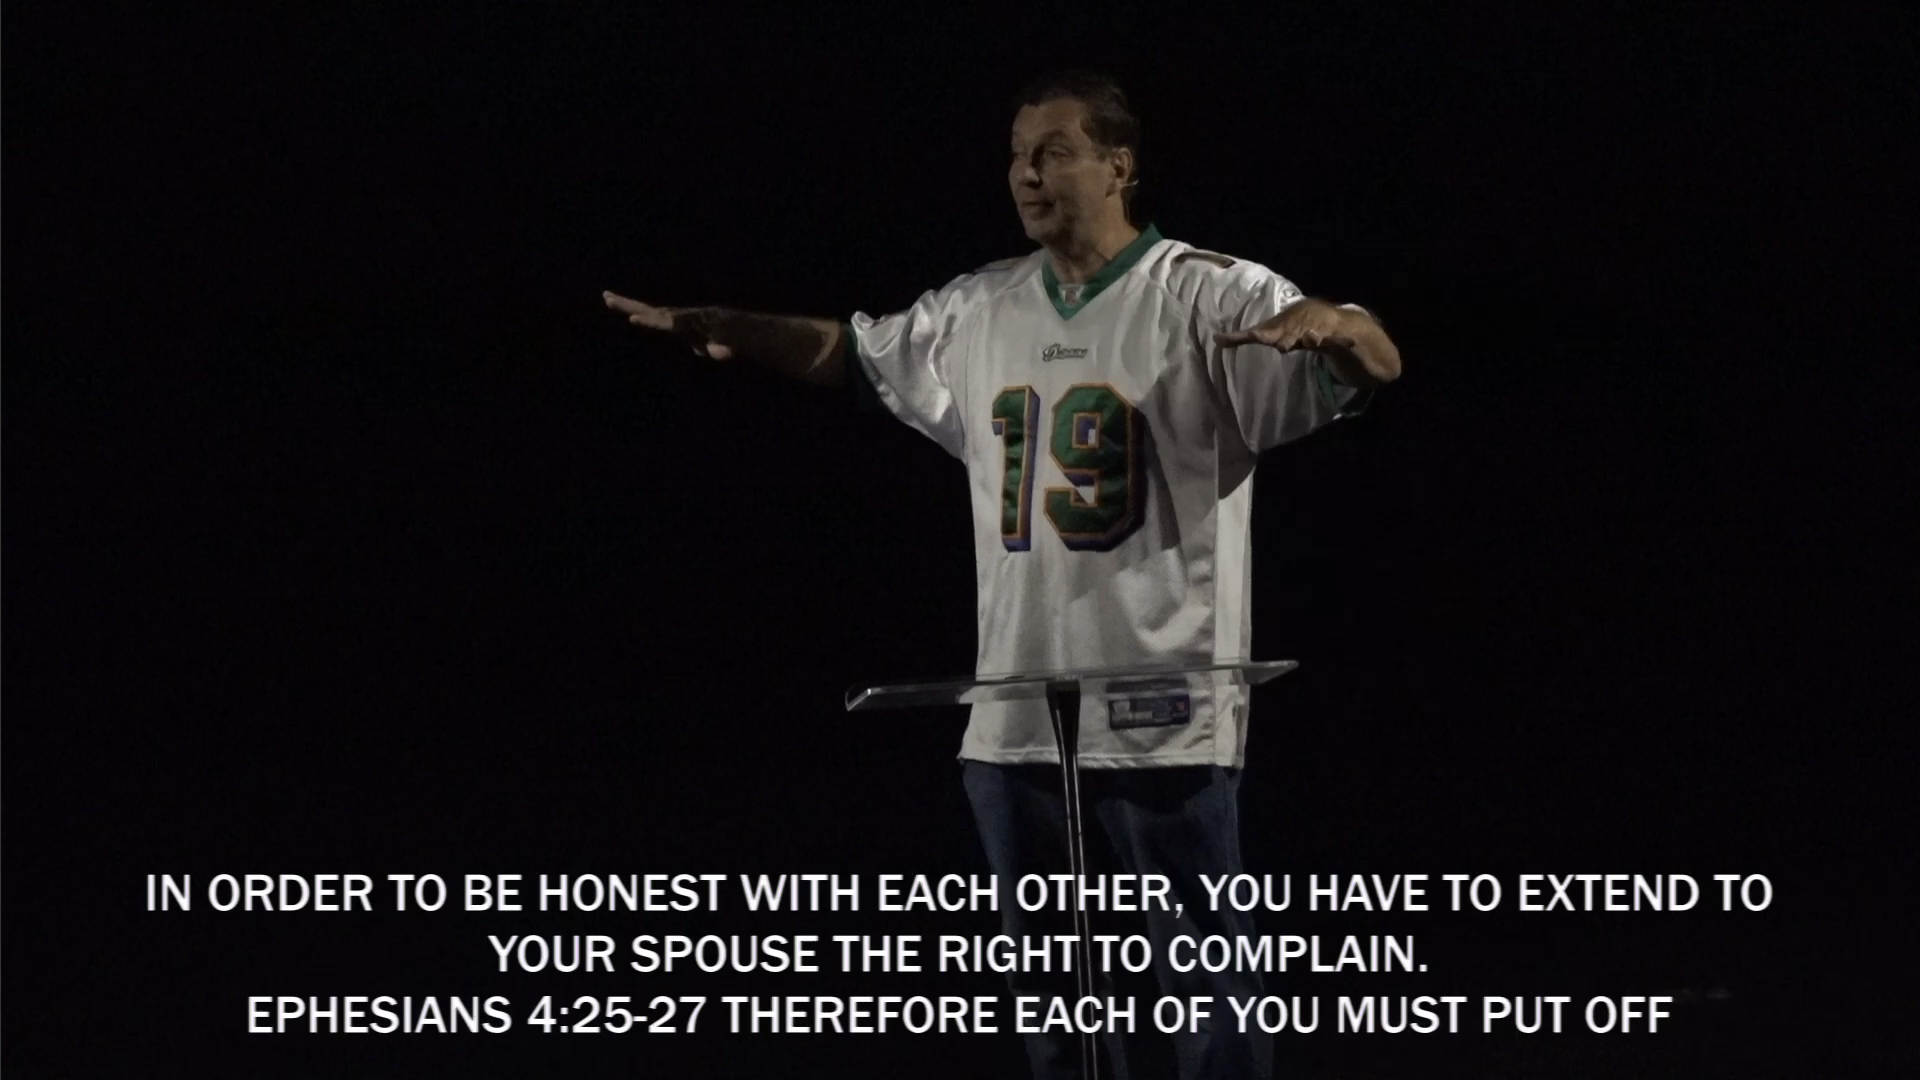 19
IN ORDER TO BE HONEST WITH EACH OTHER, YOU HAVE TO EXTEND TO
YOUR SPOUSE THE RIGHT TO COMPLAIN.
EPHESIANS 4:25-27 THEREFORE EACH OF YOU MUST PUT OFF